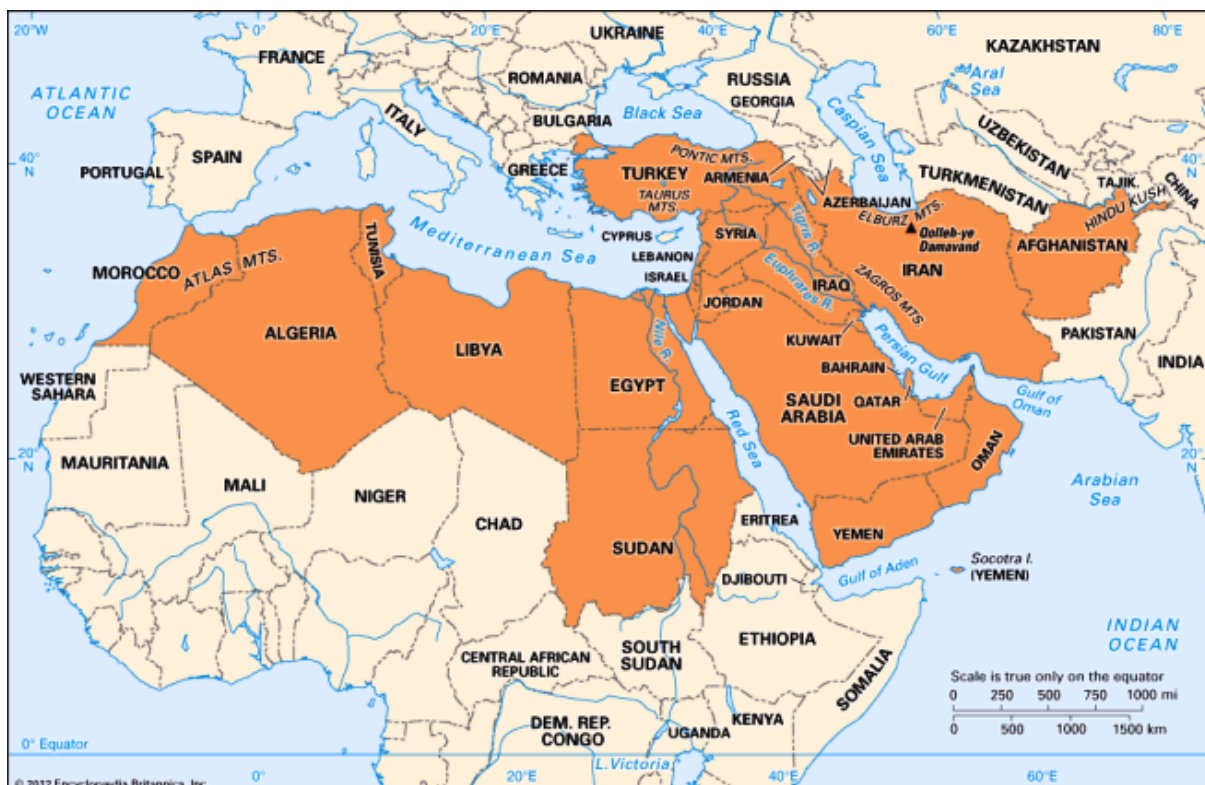 20°W
0°
20°
40°
60°
80°
UKRAINE
KAZAKHSTAN
FRANCE
ROMANIA
RUSSIA
Aral
Sea
ATLANTIC
OCEAN
GEORGIA
Black Sea
Caspian Sea
ITALY
BULGARIA
UZBEKISTAN
PORTUGAL
SPAIN
GREECE
40°
N
40°
N
TURKEY
PONTIC MTS.
ARMENIA
TURKMENISTAN
TAJIK.
CHINA
TAURUS
MTS.
AZERBAIJAN
ELBURZ MTS.
HINDU KUSH
Qolleh-ye
Damavand
Mediterranean Sea
CYPRUS
SYRIA
Tigris R.
AFGHANISTAN
LEBANON
ISRAEL
IRAN
MOROCCO
ATLAS MTS.
TUNISIA
Euphrates R.
IRAQ
ZAGROS MTS.
JORDAN
ALGERIA
LIBYA
Nile R.
KUWAIT
Persian Gulf
PAKISTAN
INDIA
WESTERN
SAHARA
EGYPT
BAHRAIN
SAUDI
ARABIA
QATAR
Gulf of
Oman
Red Sea
UNITED ARAB
EMIRATES
OMAN
20°
N
20°
N
MAURITANIA
MALI
NIGER
CHAD
SUDAN
ERITREA
YEMEN
Arabian
Sea
DJIBOUTI
Gulf of Aden
Socotra I.
(YEMEN)
ETHIOPIA
SOUTH
SUDAN
CENTRAL AFRICAN
REPUBLIC
SOMALIA
INDIAN
OCEAN
Scale is true only on the equator
0 250 500 750 1000 mi
0 500 1000 1500 km
DEM. REP.
CONGO
UGANDA
KENYA
0° Equator
L.Victoria
0°
20°E
40°E
60°E
© 2012 Encyclopædia Britannica, Inc.